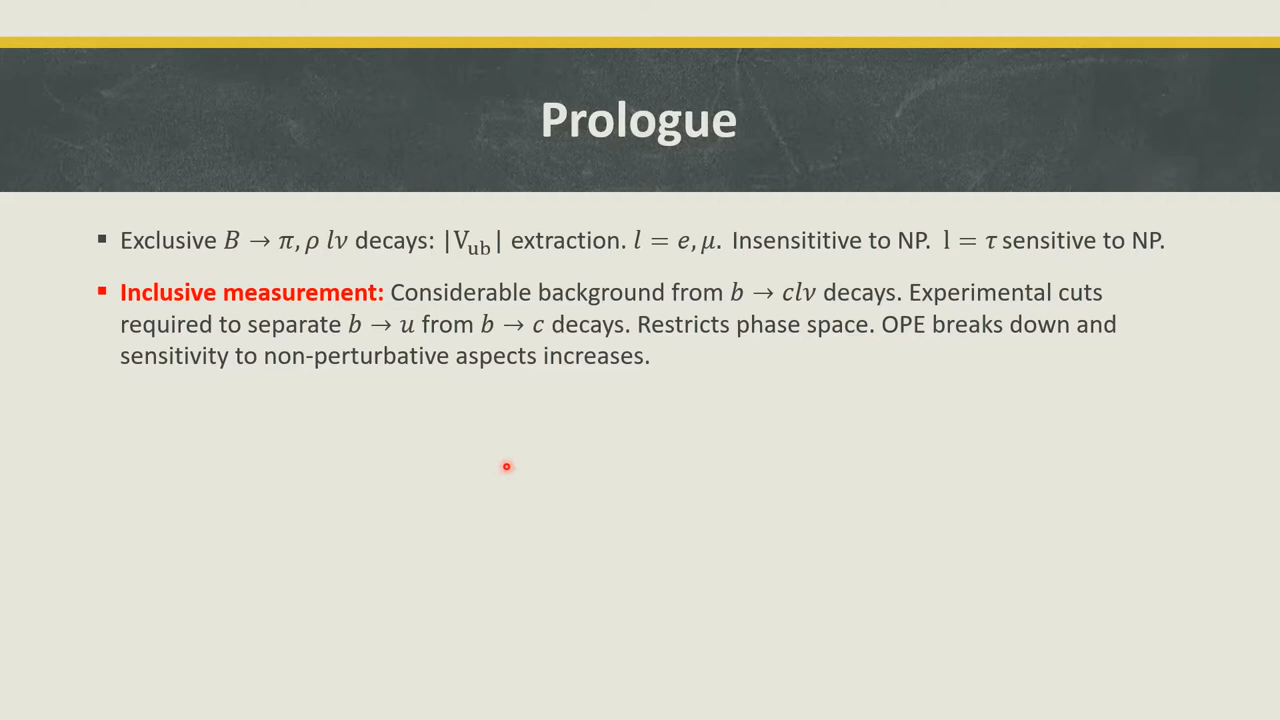 Prologue
▪ Exclusive B → π, ρ lν decays: |V_ub| extraction. l = e, μ. Insensititive to NP. l = τ sensitive to NP.
▪ Inclusive measurement: Considerable background from b → clν decays. Experimental cuts
required to separate b → u from b → c decays. Restricts phase space. OPE breaks down and
sensitivity to non-perturbative aspects increases.